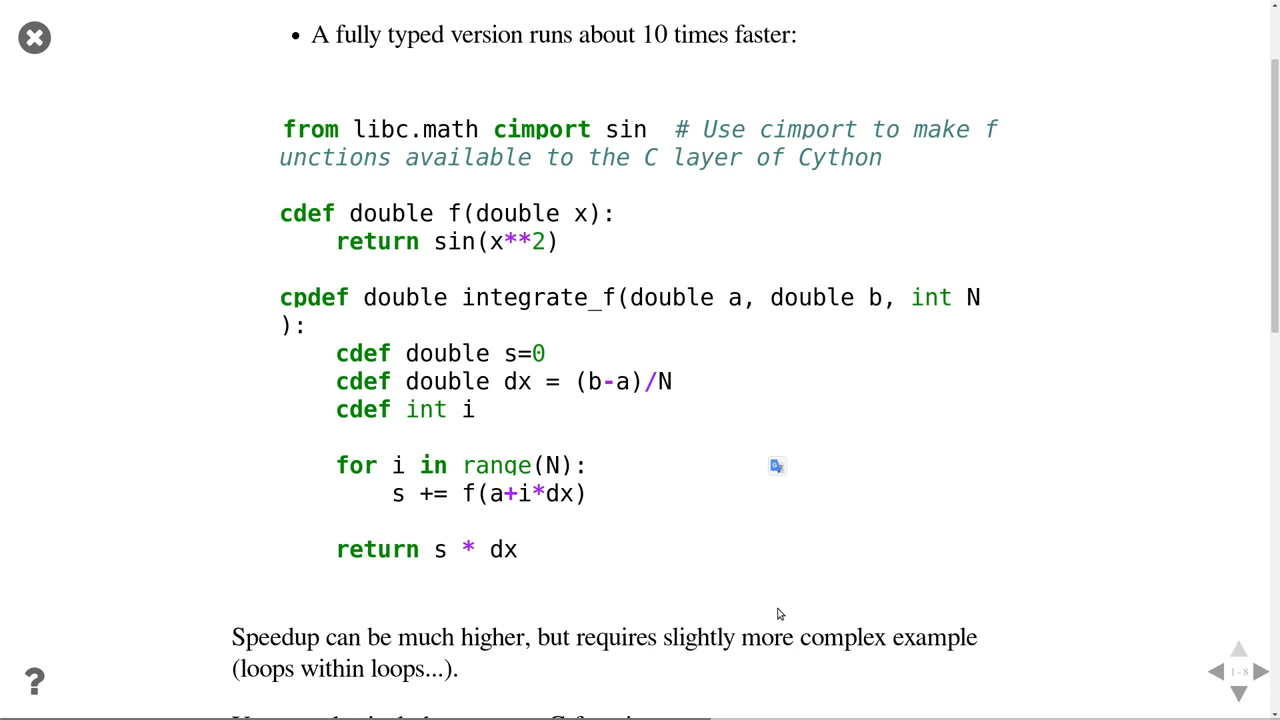 • A fully typed version runs about 10 times faster:
from libc.math cimport sin  # Use cimport to make f
unctions available to the C layer of Cython
cdef double f(double x):
    return sin(x**2)
cpdef double integrate_f(double a, double b, int N
):
    cdef double s=0
    cdef double dx = (b-a)/N
    cdef int i
    for i in range(N):
        s += f(a+i*dx)
    return s * dx
Speedup can be much higher, but requires slightly more complex example
(loops within loops...).
?
1 - 8